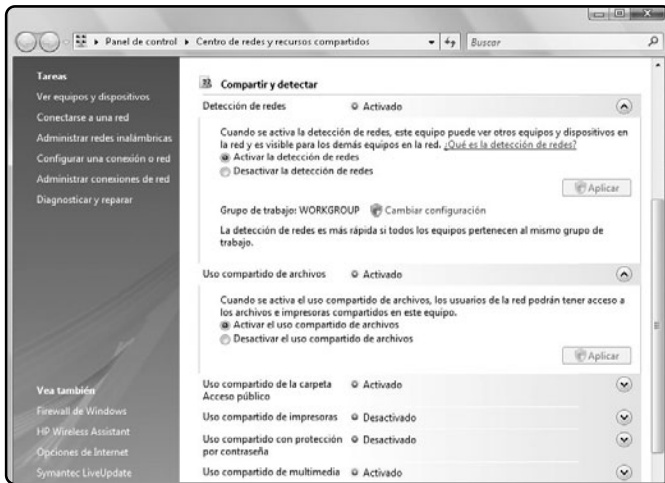 Panel de control ▸ Centro de redes y recursos compartidos
Buscar
Tareas
Ver equipos y dispositivos
Conectarse a una red
Administrar redes inalámbricas
Configurar una conexión o red
Administrar conexiones de red
Diagnosticar y reparar
Vea también
Firewall de Windows
HP Wireless Assistant
Opciones de Internet
Symantec LiveUpdate
Compartir y detectar
Detección de redes Activado
Cuando se activa la detección de redes, este equipo puede ver otros equipos y dispositivos en
la red y es visible para los demás equipos en la red. ¿Qué es la detección de redes?
Activar la detección de redes
Desactivar la detección de redes
Aplicar
Grupo de trabajo: WORKGROUP Cambiar configuración
La detección de redes es más rápida si todos los equipos pertenecen al mismo grupo de
trabajo.
Uso compartido de archivos Activado
Cuando se activa el uso compartido de archivos, los usuarios de la red podrán tener acceso a
los archivos e impresoras compartidos en este equipo.
Activar el uso compartido de archivos
Desactivar el uso compartido de archivos
Aplicar
Uso compartido de la carpeta Activado
Acceso público
Uso compartido de impresoras Desactivado
Uso compartido con protección Desactivado
por contraseña
Uso compartido de multimedia Activado